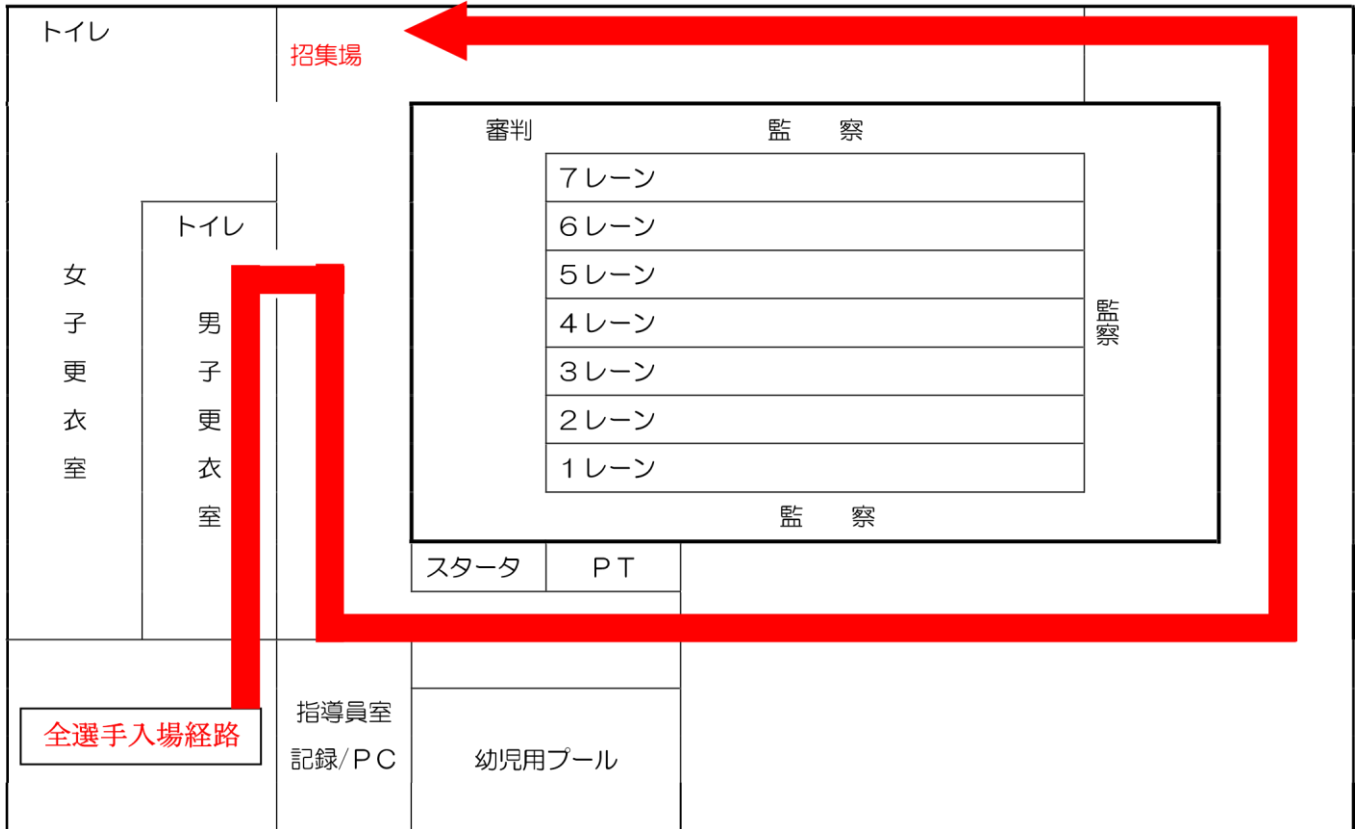 トイレ
招集場
審判
監　察
７レーン
６レーン
５レーン
４レーン
３レーン
２レーン
１レーン
監察
監　察
トイレ
女子更衣室
男子更衣室
スタータ
ＰＴ
全選手入場経路
指導員室
記録/ＰＣ
幼児用プール